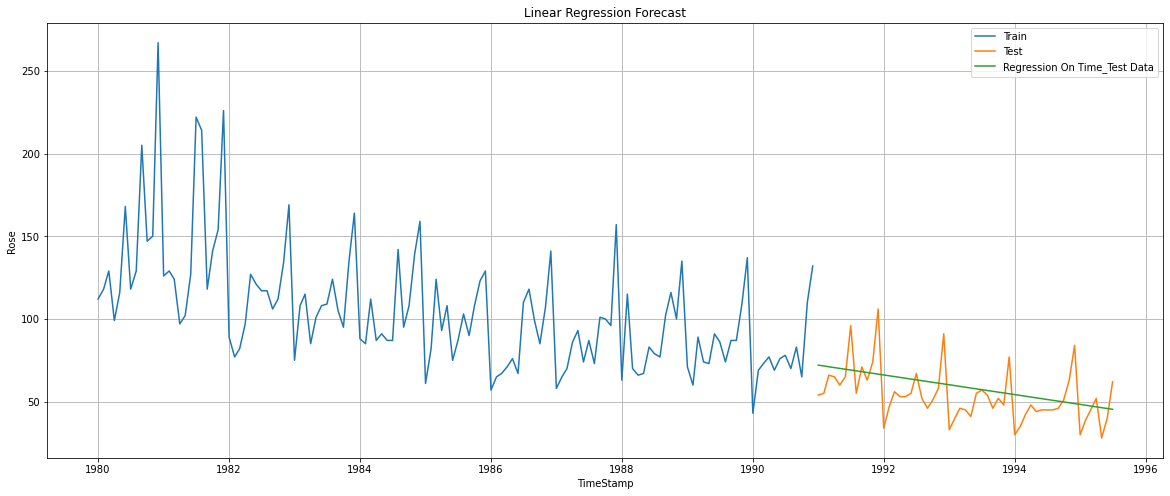 Linear Regression Forecast
Train
Test
Regression On Time_Test Data
250
200
150
100
50
Rose
1980
1982
1984
1986
1988
1990
1992
1994
1996
TimeStamp